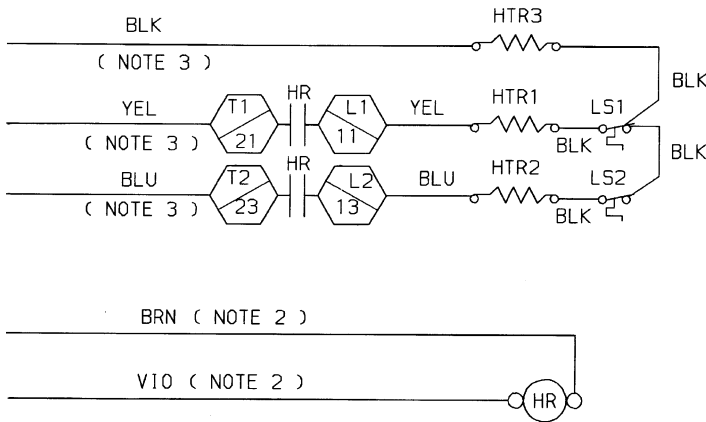 HTR3
BLK
( NOTE 3 )
BLK
YEL
T1
21
HR
L1
11
YEL
HTR1
LS1
( NOTE 3 )
BLK
BLK
BLU
T2
23
HR
L2
13
BLU
HTR2
LS2
( NOTE 3 )
BLK
BRN ( NOTE 2 )
VIO ( NOTE 2 )
HR